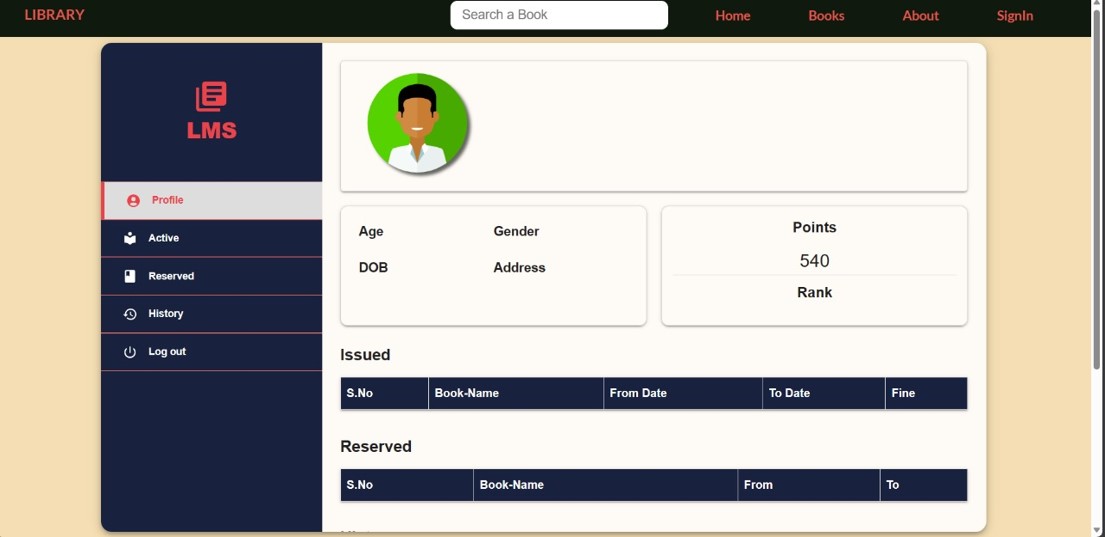 LIBRARY Search a Book Home Books About SignIn
LMS
Profile
Active
Reserved
History
Log out
Age Gender
DOB Address
Points
540
Rank
Issued
S.No Book-Name From Date To Date Fine
Reserved
S.No Book-Name From To